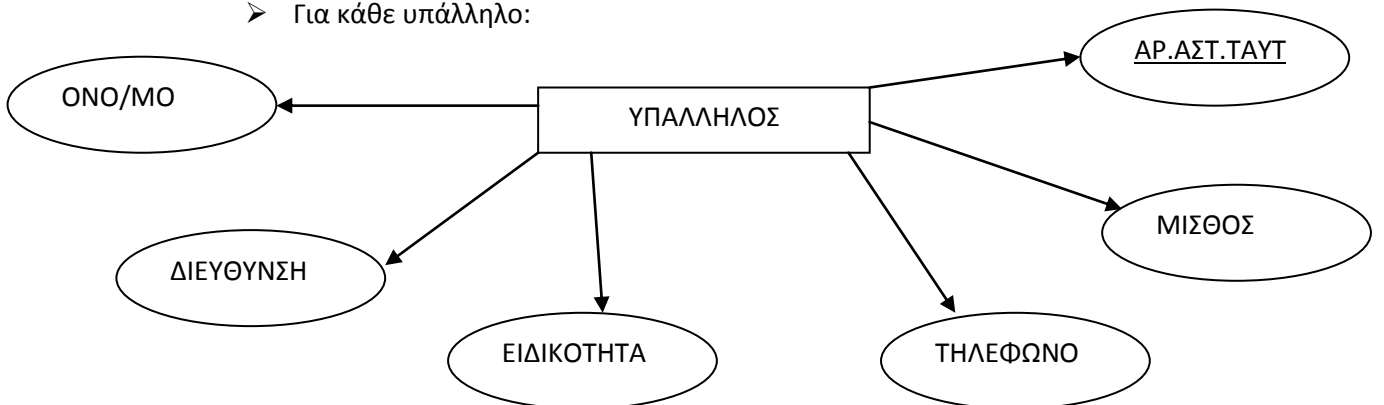 ➢ Για κάθε υπάλληλο:
ΑΡ.ΑΣΤ.ΤΑΥΤ
ΟΝΟ/ΜΟ
ΥΠΑΛΛΗΛΟΣ
ΜΙΣΘΟΣ
ΔΙΕΥΘΥΝΣΗ
ΕΙΔΙΚΟΤΗΤΑ
ΤΗΛΕΦΩΝΟ